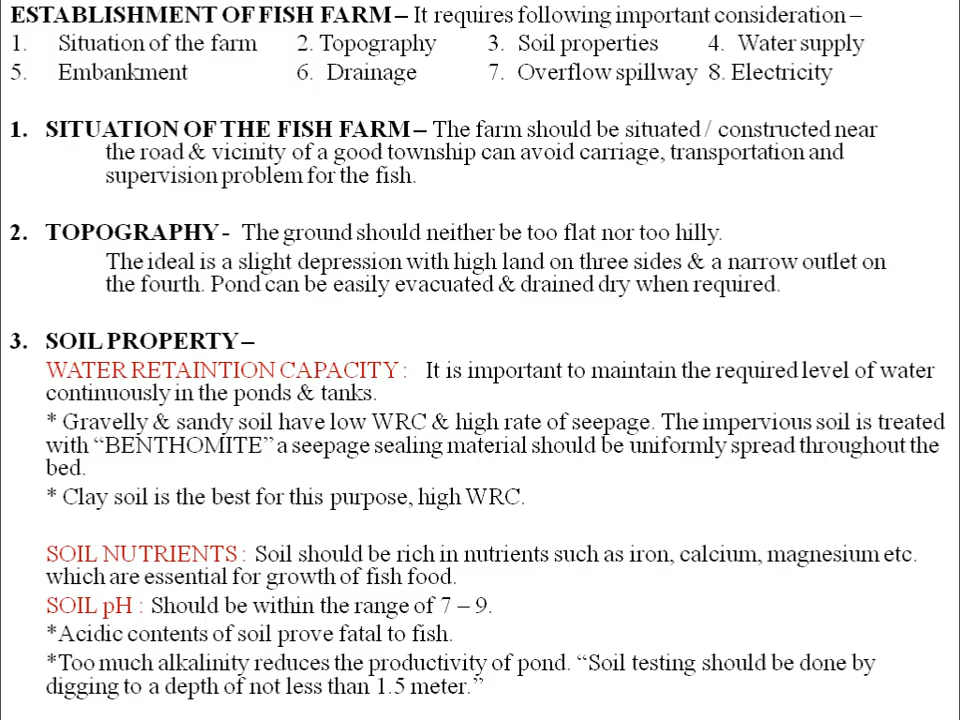 ESTABLISHMENT OF FISH FARM – It requires following important consideration –
1. Situation of the farm 2. Topography 3. Soil properties 4. Water supply
5. Embankment 6. Drainage 7. Overflow spillway 8. Electricity
1. SITUATION OF THE FISH FARM – The farm should be situated / constructed near
the road & vicinity of a good township can avoid carriage, transportation and
supervision problem for the fish.
2. TOPOGRAPHY - The ground should neither be too flat nor too hilly.
The ideal is a slight depression with high land on three sides & a narrow outlet on
the fourth. Pond can be easily evacuated & drained dry when required.
3. SOIL PROPERTY –
WATER RETAINTION CAPACITY : It is important to maintain the required level of water
continuously in the ponds & tanks.
* Gravelly & sandy soil have low WRC & high rate of seepage. The impervious soil is treated
with “BENTHOMITE” a seepage sealing material should be uniformly spread throughout the
bed.
* Clay soil is the best for this purpose, high WRC.
SOIL NUTRIENTS : Soil should be rich in nutrients such as iron, calcium, magnesium etc.
which are essential for growth of fish food.
SOIL pH : Should be within the range of 7 – 9.
*Acidic contents of soil prove fatal to fish.
*Too much alkalinity reduces the productivity of pond. “Soil testing should be done by
digging to a depth of not less than 1.5 meter.”